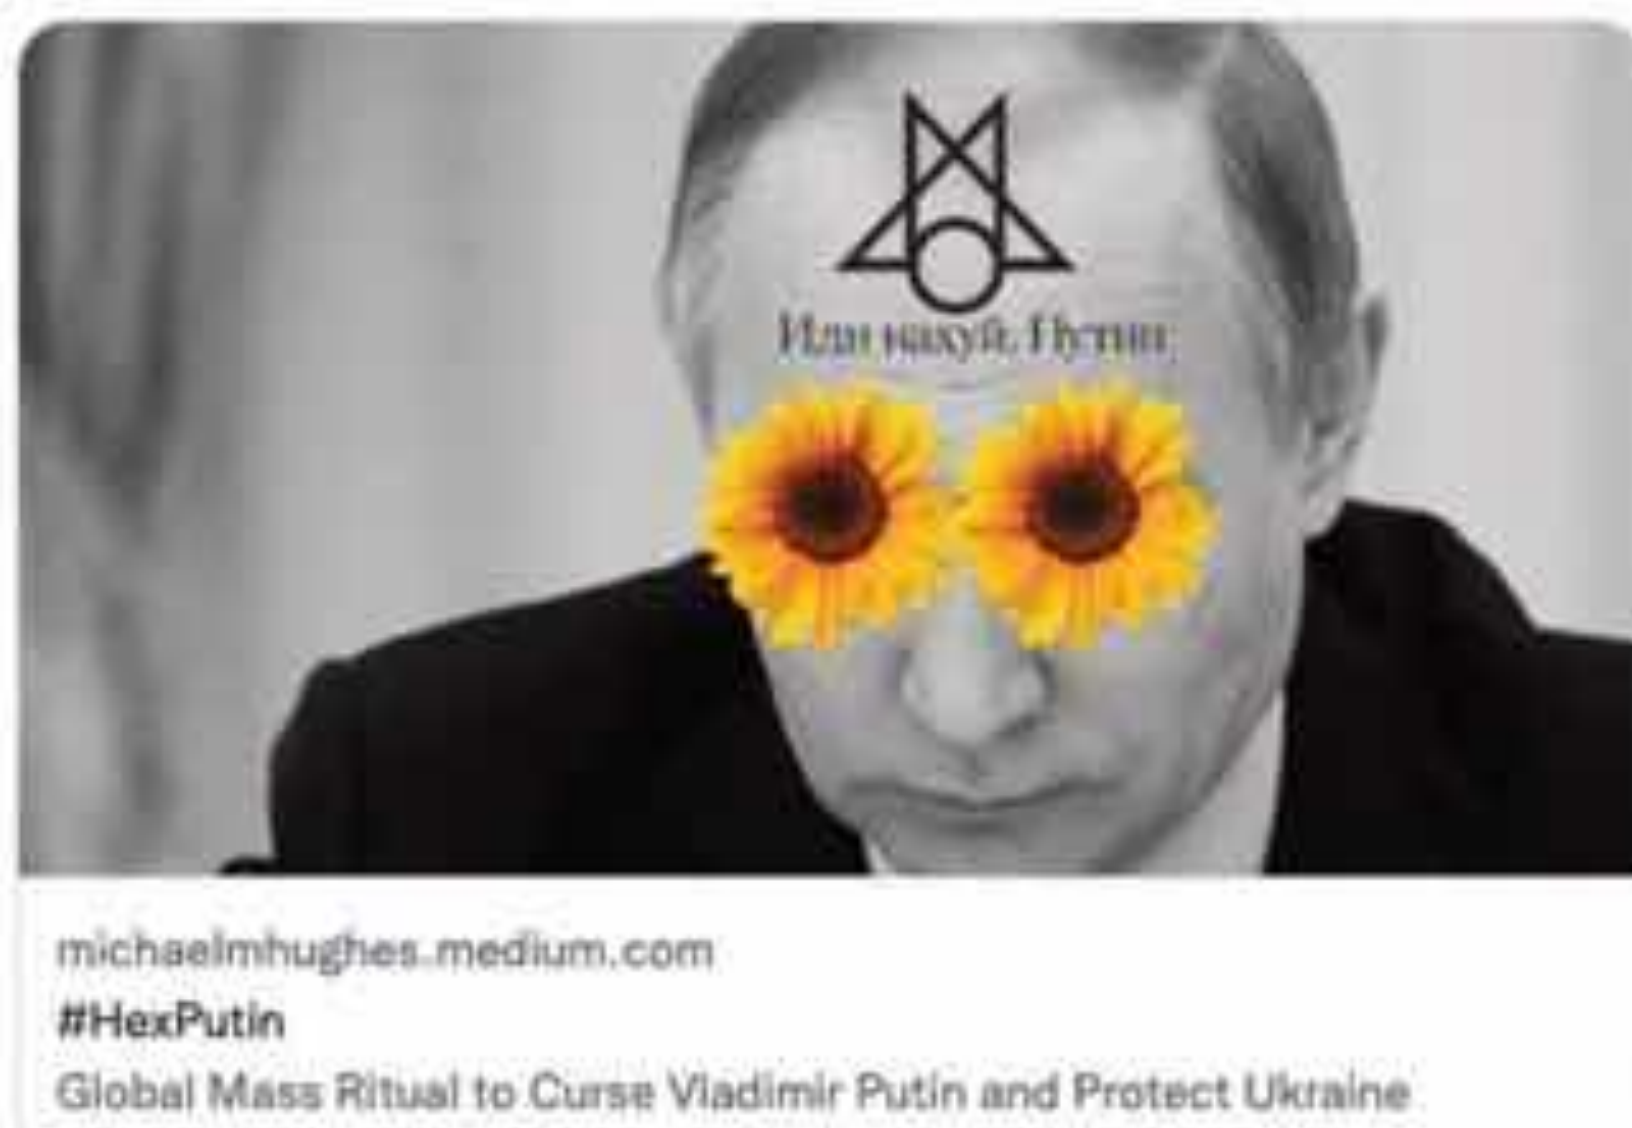 Иди нахуй, Путин
michaelmhughes.medium.com
#HexPutin
Global Mass Ritual to Curse Vladimir Putin and Protect Ukraine